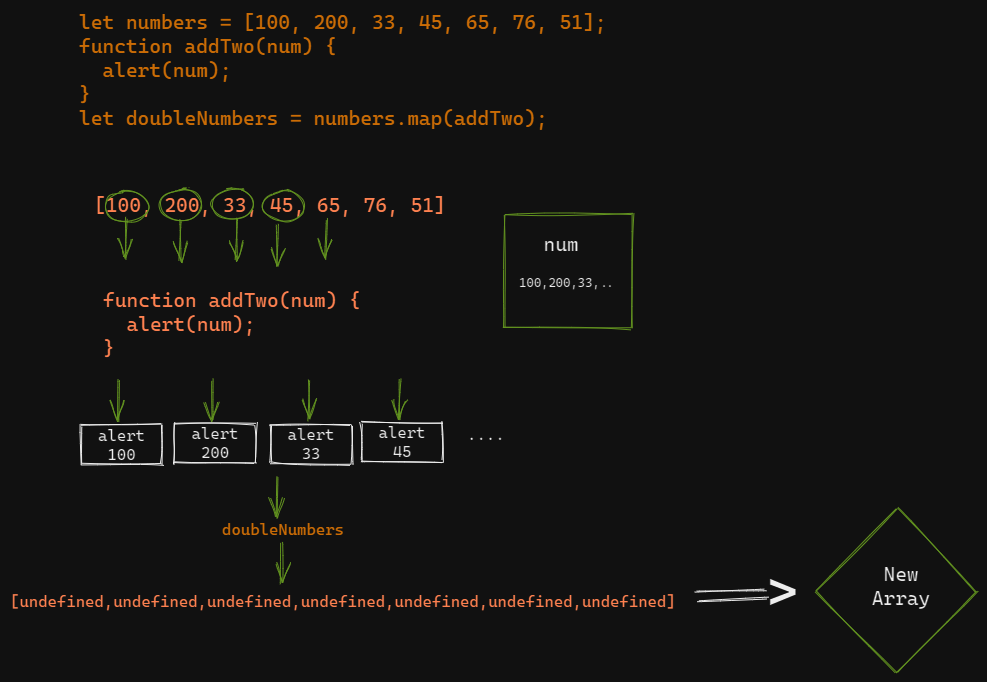 let numbers = [100, 200, 33, 45, 65, 76, 51];
function addTwo(num) {
  alert(num);
}
let doubleNumbers = numbers.map(addTwo);
[100, 200, 33, 45, 65, 76, 51]
num
100,200,33,..
function addTwo(num) {
  alert(num);
}
alert
100
alert
200
alert
33
alert
45
....
doubleNumbers
[undefined,undefined,undefined,undefined,undefined,undefined,undefined]
=>
New
Array